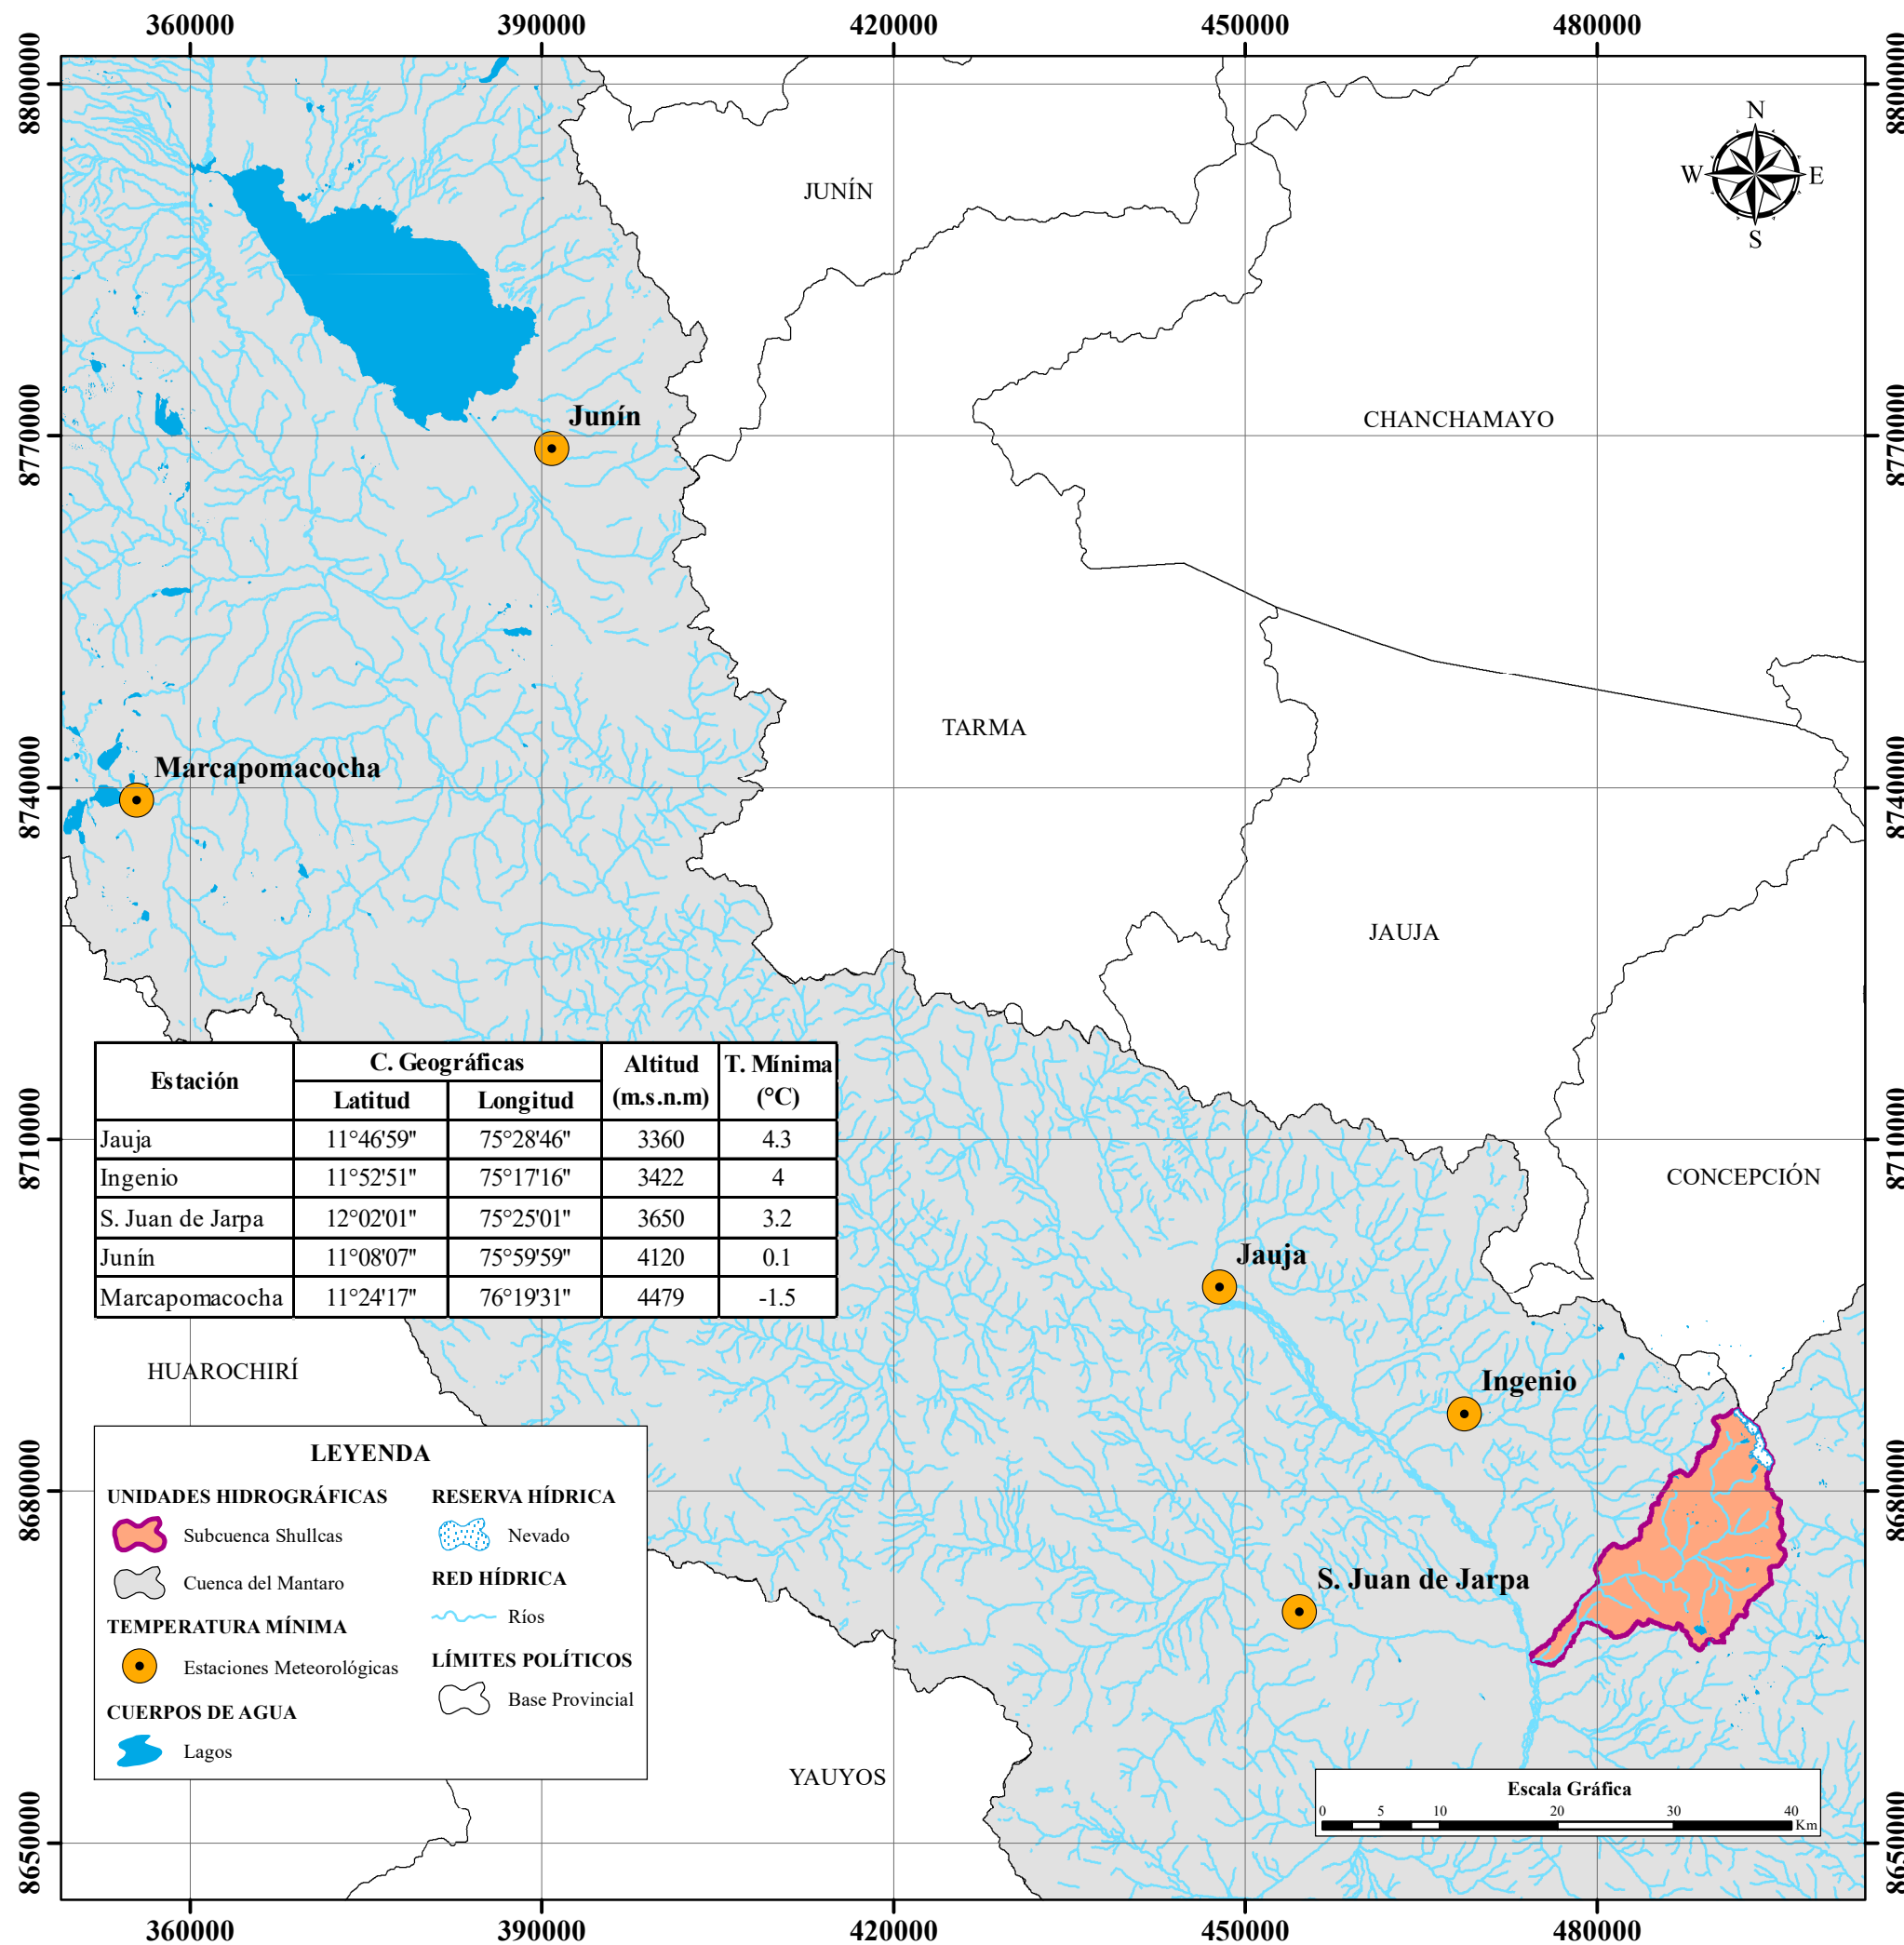 360000 390000 420000 450000 480000
8800000 8800000
N
W E
S
JUNÍN
8770000 8770000
Junín
CHANCHAMAYO
TARMA
8740000 8740000
Marcapomacocha
JAUJA
Estación C. Geográficas Altitud (m.s.n.m) T. Mínima (°C)
Latitud Longitud
Jauja 11°46'59" 75°28'46" 3360 4.3
Ingenio 11°52'51" 75°17'16" 3422 4
S. Juan de Jarpa 12°02'01" 75°25'01" 3650 3.2
Junín 11°08'07" 75°59'59" 4120 0.1
Marcapomacocha 11°24'17" 76°19'31" 4479 -1.5
8710000 8710000
CONCEPCIÓN
Jauja
HUAROCHIRÍ
Ingenio
8680000 8680000
S. Juan de Jarpa
LEYENDA
UNIDADES HIDROGRÁFICAS
Subcuenca Shullcas
Cuenca del Mantaro
TEMPERATURA MÍNIMA
Estaciones Meteorológicas
CUERPOS DE AGUA
Lagos
RESERVA HÍDRICA
Nevado
RED HÍDRICA
Ríos
LÍMITES POLÍTICOS
Base Provincial
YAUYOS
Escala Gráfica
0 5 10 20 30 40
Km
8650000 8650000
360000 390000 420000 450000 480000